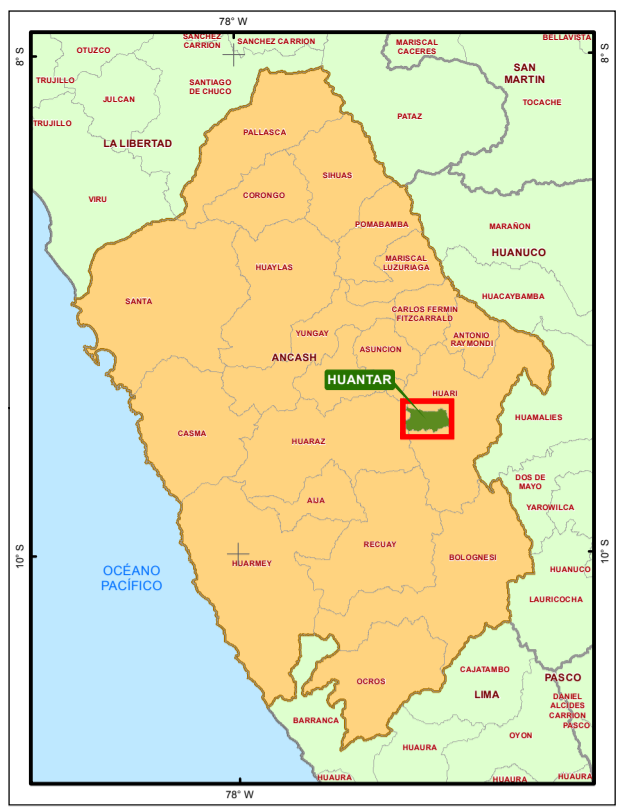 78° W
SANCHEZ
CARRION
SANCHEZ CARRION
MARISCAL
CACERES
BELLAVISTA
8° S
8° S
OTUZCO
SAN
MARTIN
TRUJILLO
SANTIAGO
DE CHUCO
JULCAN
TOCACHE
PATAZ
TRUJILLO
PALLASCA
LA LIBERTAD
SIHUAS
CORONGO
VIRU
POMABAMBA
MARAÑON
HUANUCO
MARISCAL
LUZURIAGA
HUAYLAS
SANTA
HUACAYBAMBA
CARLOS FERMIN
FITZCARRALD
YUNGAY
ANTONIO
RAYMONDI
ASUNCION
ANCASH
HUANTAR
HUARI
HUAMALIES
CASMA
HUARAZ
DOS DE
MAYO
AIJA
YAROWILCA
RECUAY
10° S
10° S
HUARMEY
BOLOGNESI
OCÉANO
PACÍFICO
HUANUCO
LAURICOCHA
CAJATAMBO
PASCO
OCROS
LIMA
DANIEL
ALCIDES
CARRION
PASCO
BARRANCA
OYON
HUAURA
HUAURA
HUAURA
HUAURA
78° W